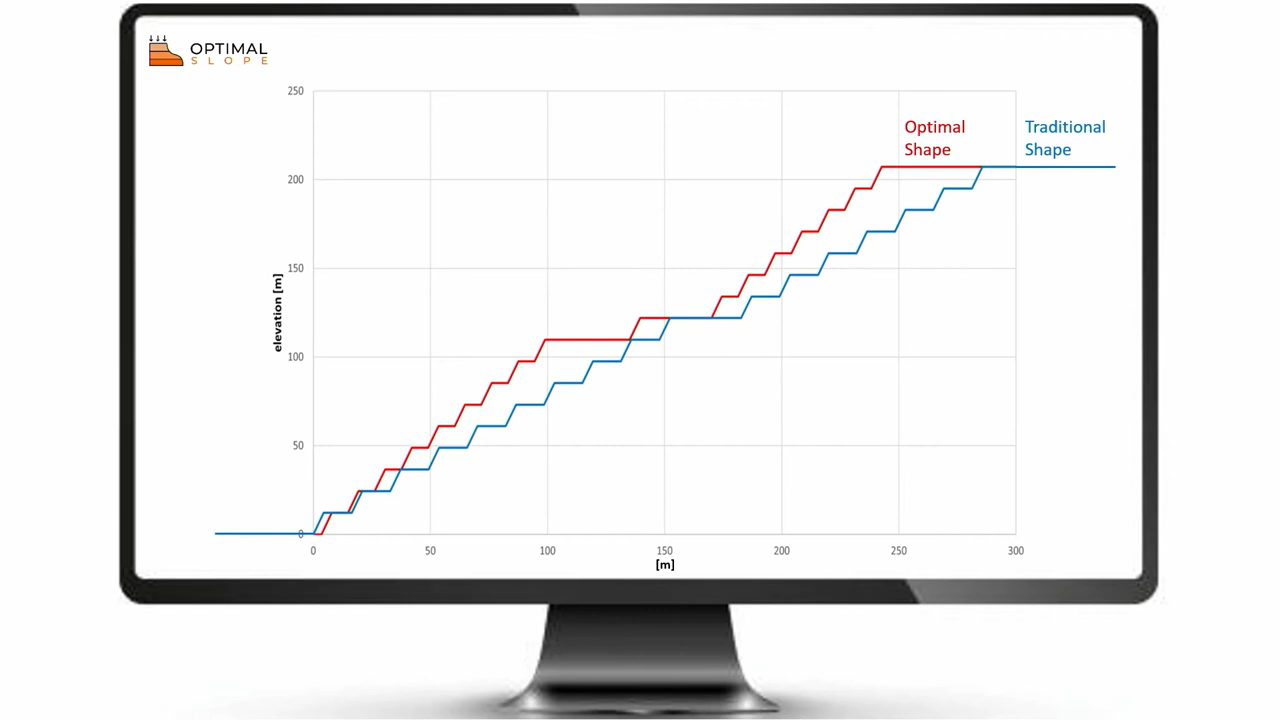 OPTIMAL
SLOPE
250
200
150
100
50
0
elevation [m]
0 50 100 150 200 250 300
[m]
Optimal
Shape
Traditional
Shape